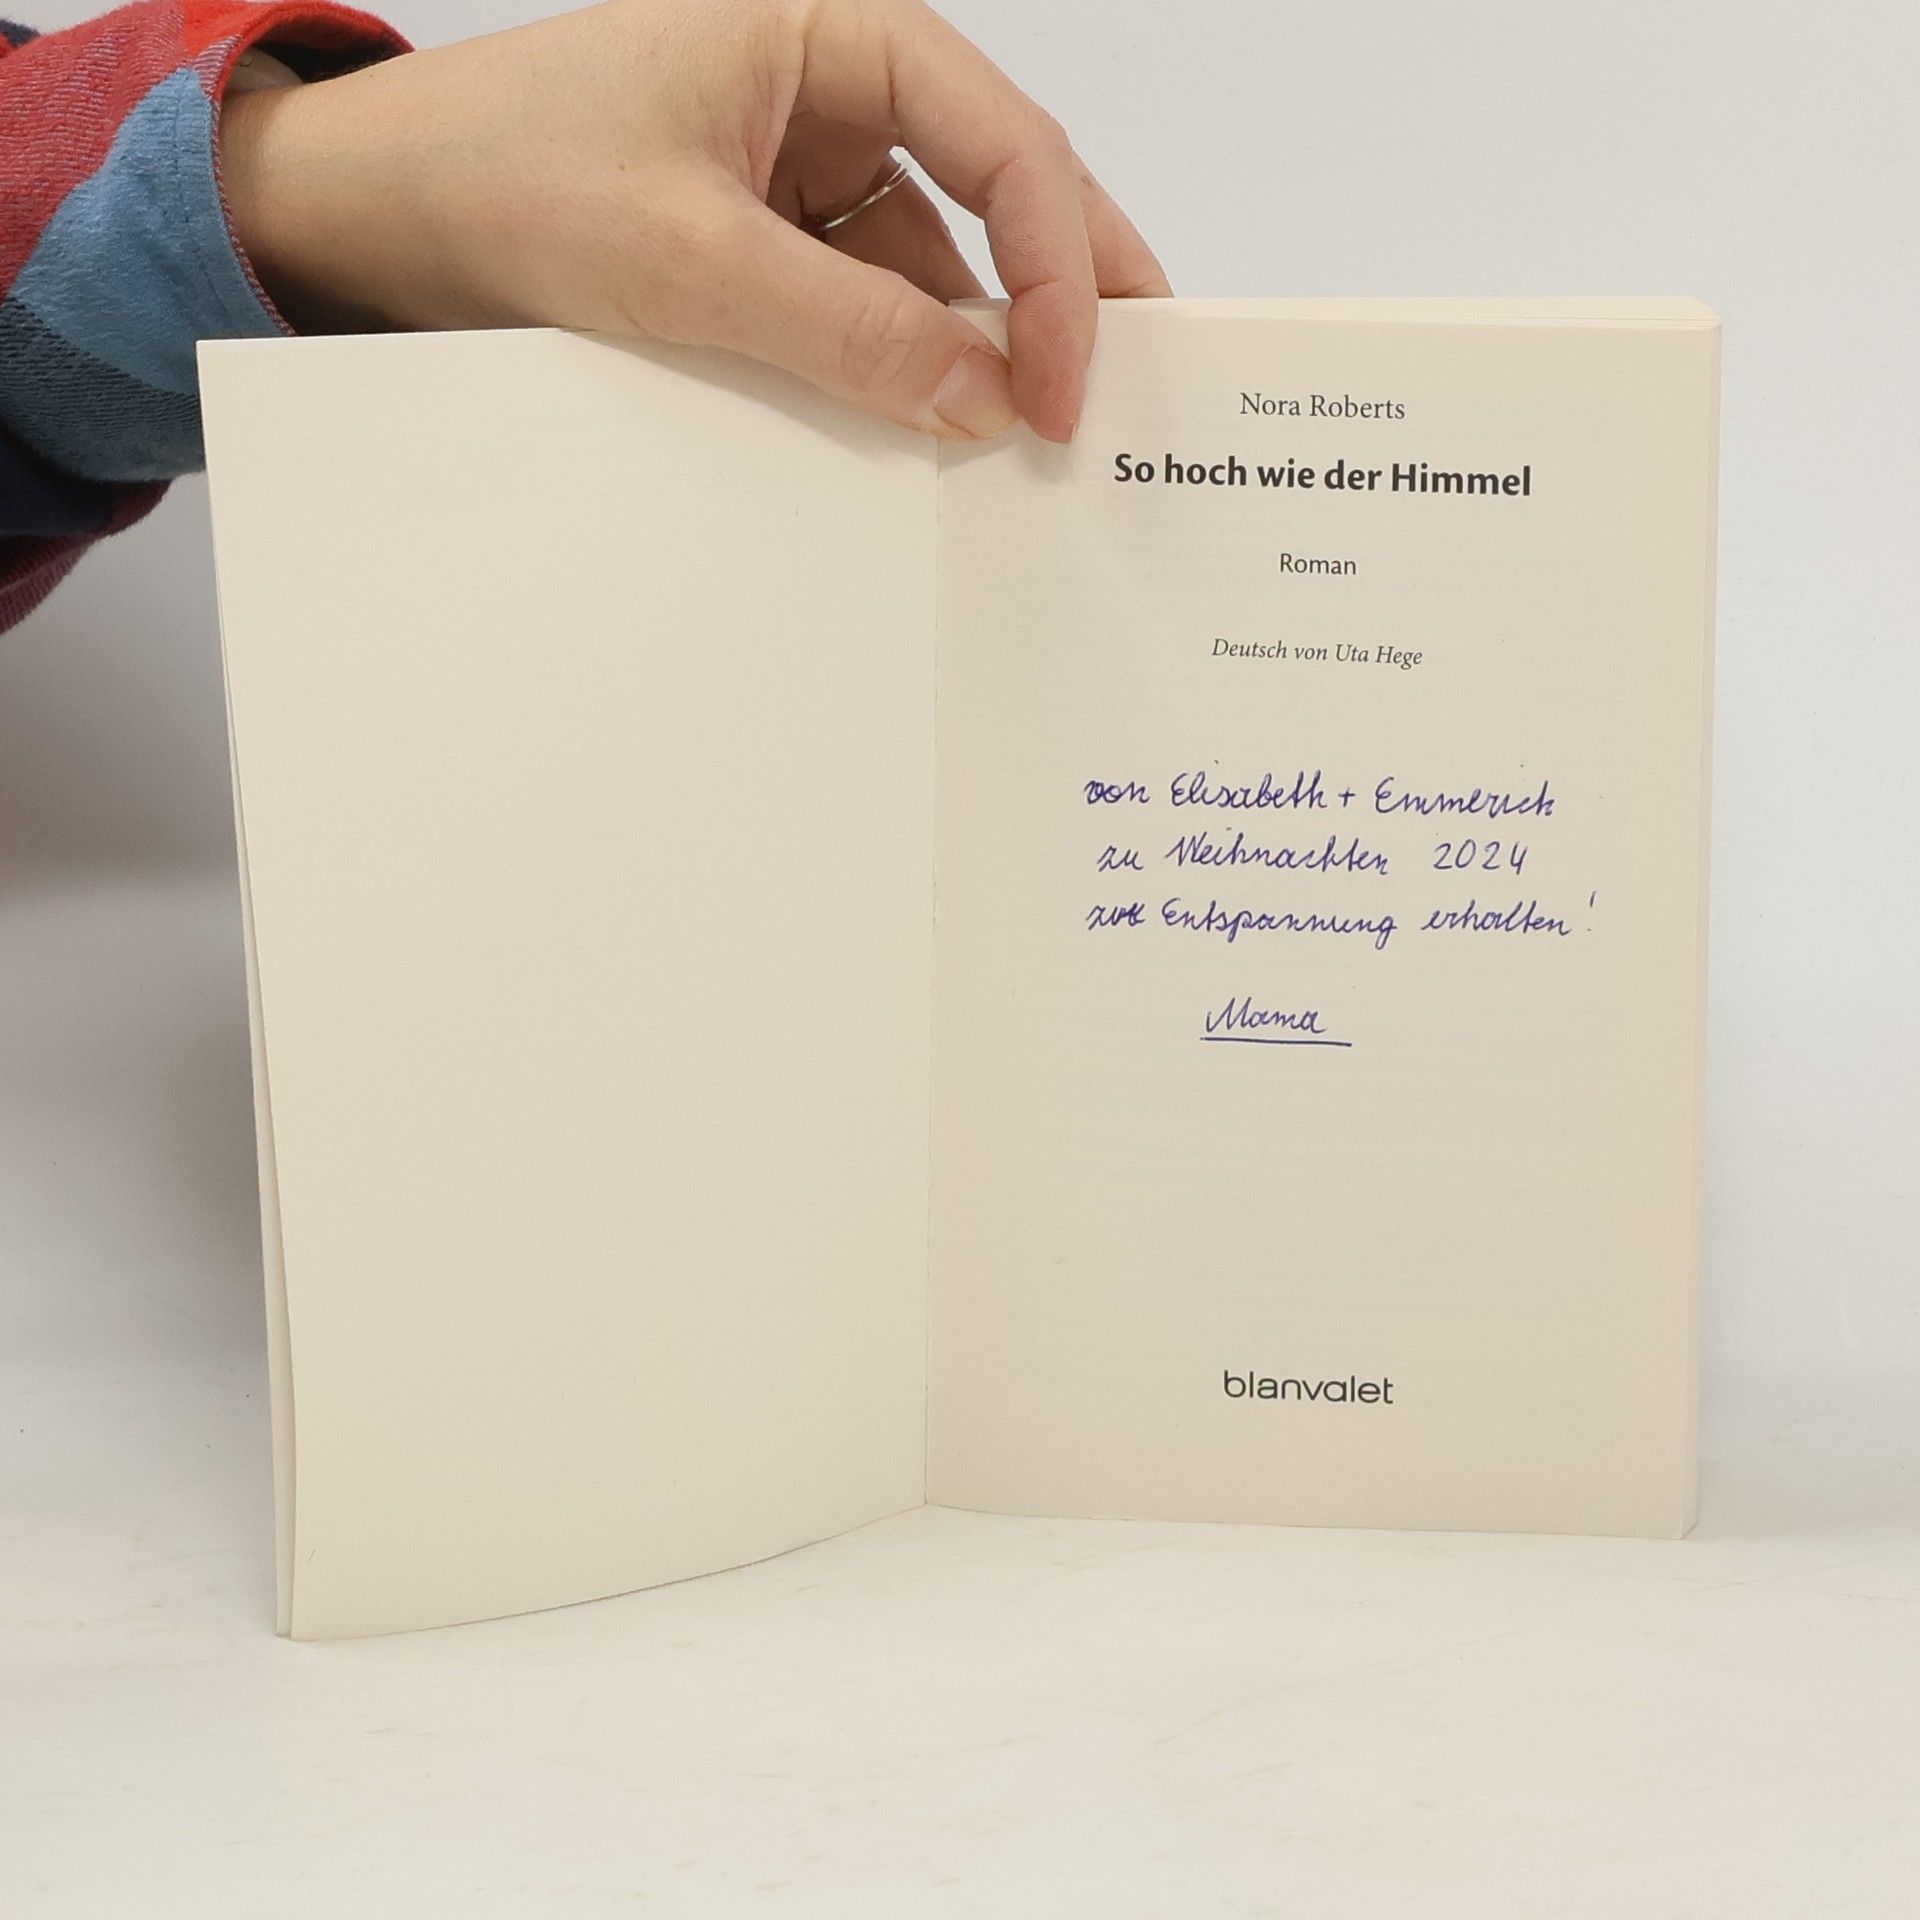 Nora Roberts
So hoch wie der Himmel
Roman
Deutsch von Uta Hege
von Elisabeth + Emmerich
zu Weihnachten 2024
zur Entspannung erhalten!
Mama
blanvalet